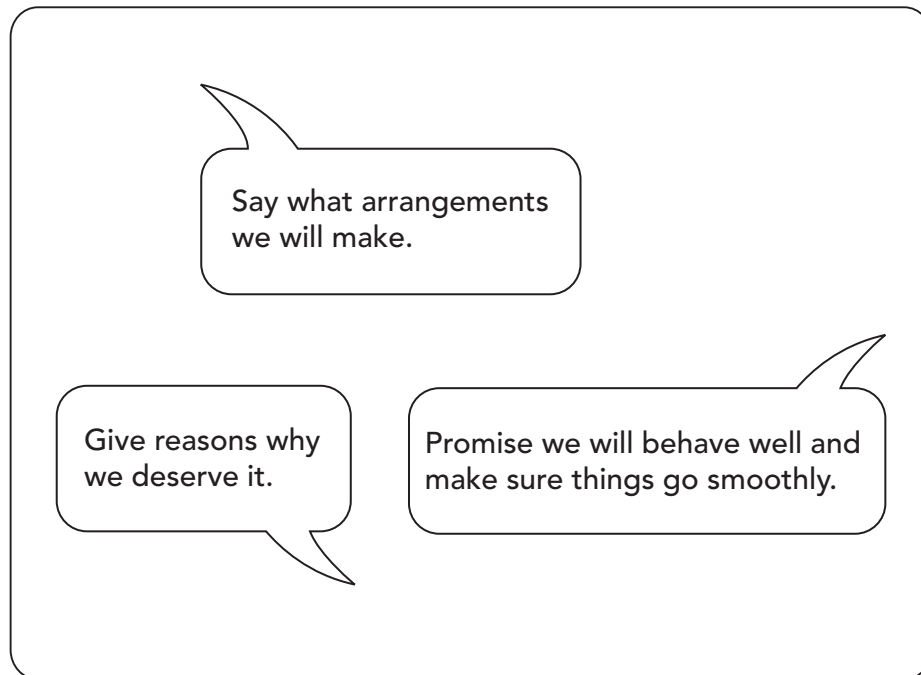 Say what arrangements
we will make.
Give reasons why
we deserve it.
Promise we will behave well and
make sure things go smoothly.